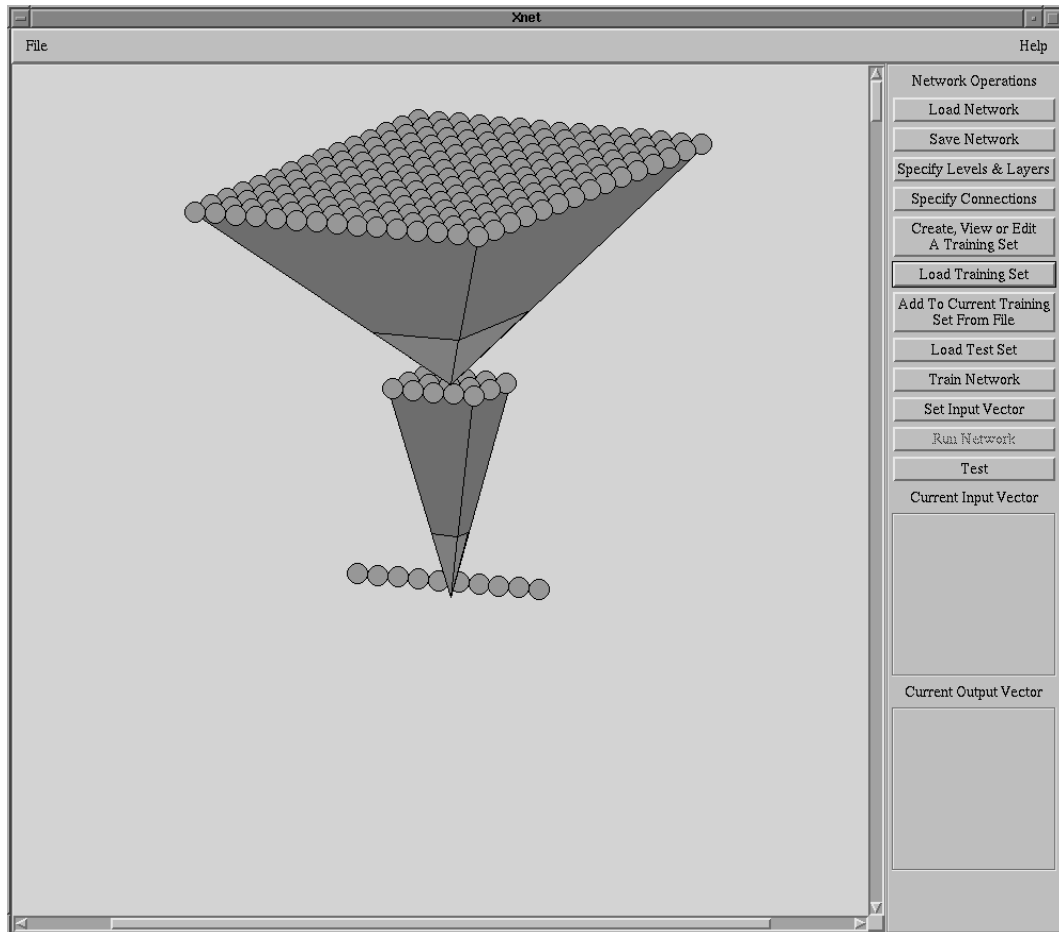 Xnet
File
Help
Network Operations
Load Network
Save Network
Specify Levels & Layers
Specify Connections
Create, View or Edit
A Training Set
Load Training Set
Add To Current Training
Set From File
Load Test Set
Train Network
Set Input Vector
Run Network
Test
Current Input Vector
Current Output Vector